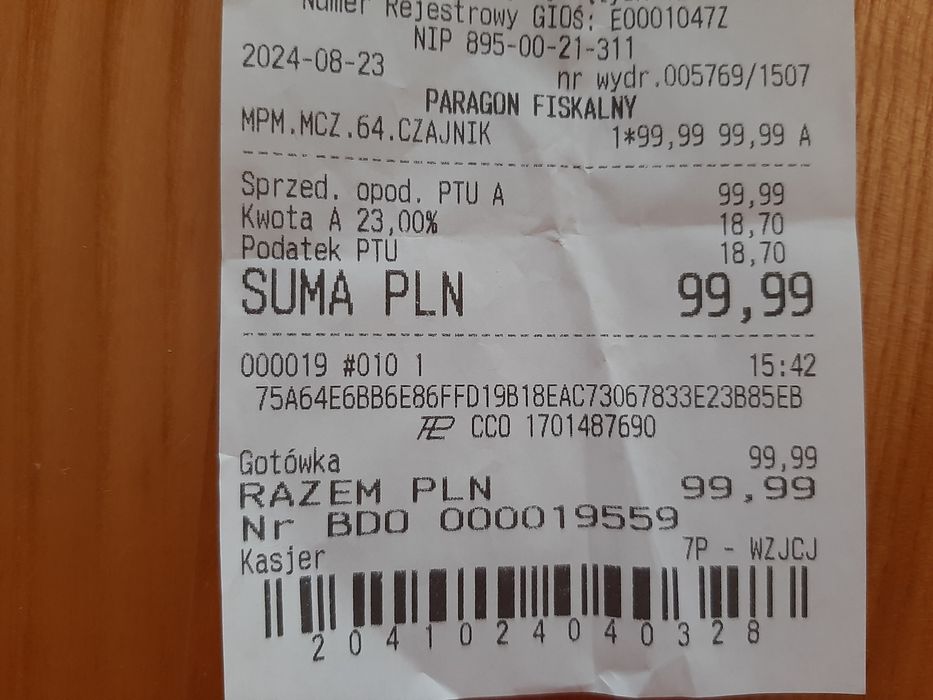 Numer Rejestrowy GIOŚ: E0001047Z
NIP 895-00-21-311
2024-08-23 nr wydr.005769/1507
PARAGON FISKALNY
MPM.MCZ.64.CZAJNIK 1*99,99 99,99 A
Sprzed. opod. PTU A 99,99
Kwota A 23,00% 18,70
Podatek PTU 18,70
SUMA PLN 99,99
000019 #010 1 15:42
75A64E6BB6E86FFD19B18EAC73067833E23B85EB
CCO 1701487690
Gotówka 99,99
RAZEM PLN 99,99
Nr BDO 000019559
Kasjer 7P - WZJCJ
2041024040328